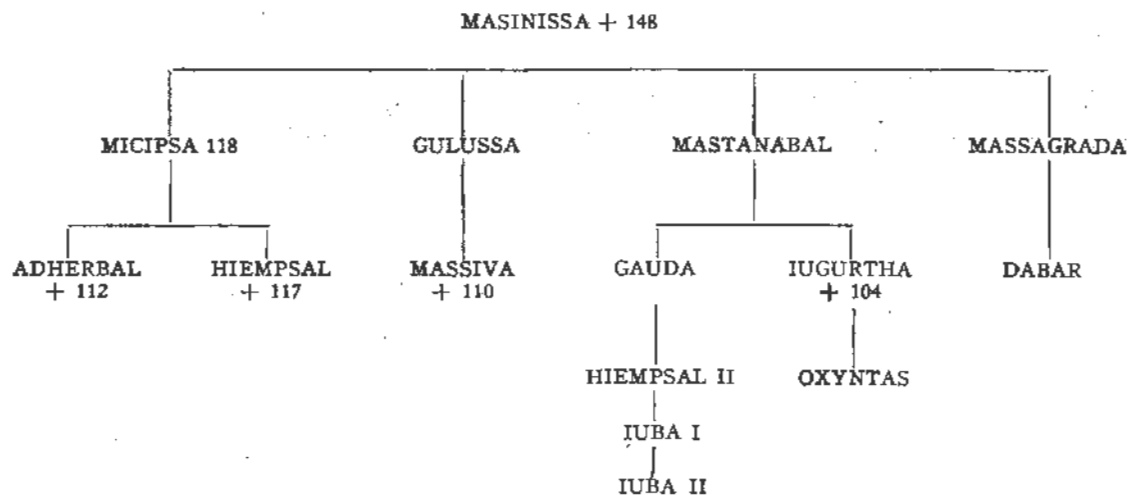 MASINISSA + 148
MICIPSA 118 GULUSSA MASTANABAL MASSAGRADA
ADHERBAL HIEMPSAL MASSIVA GAUDA IUGURTHA DABAR
+ 112 + 117 + 110 + 104
HIEMPSAL II OXYNTAS
IUBA I
IUBA II